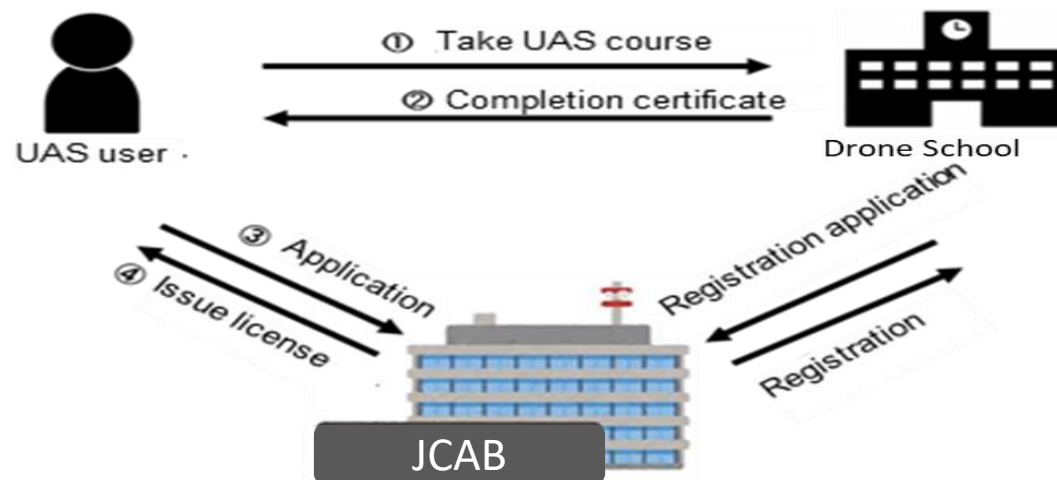 ① Take UAS course
② Completion certificate
UAS user
Drone School
③ Application
④ Issue license
Registration application
Registration
JCAB